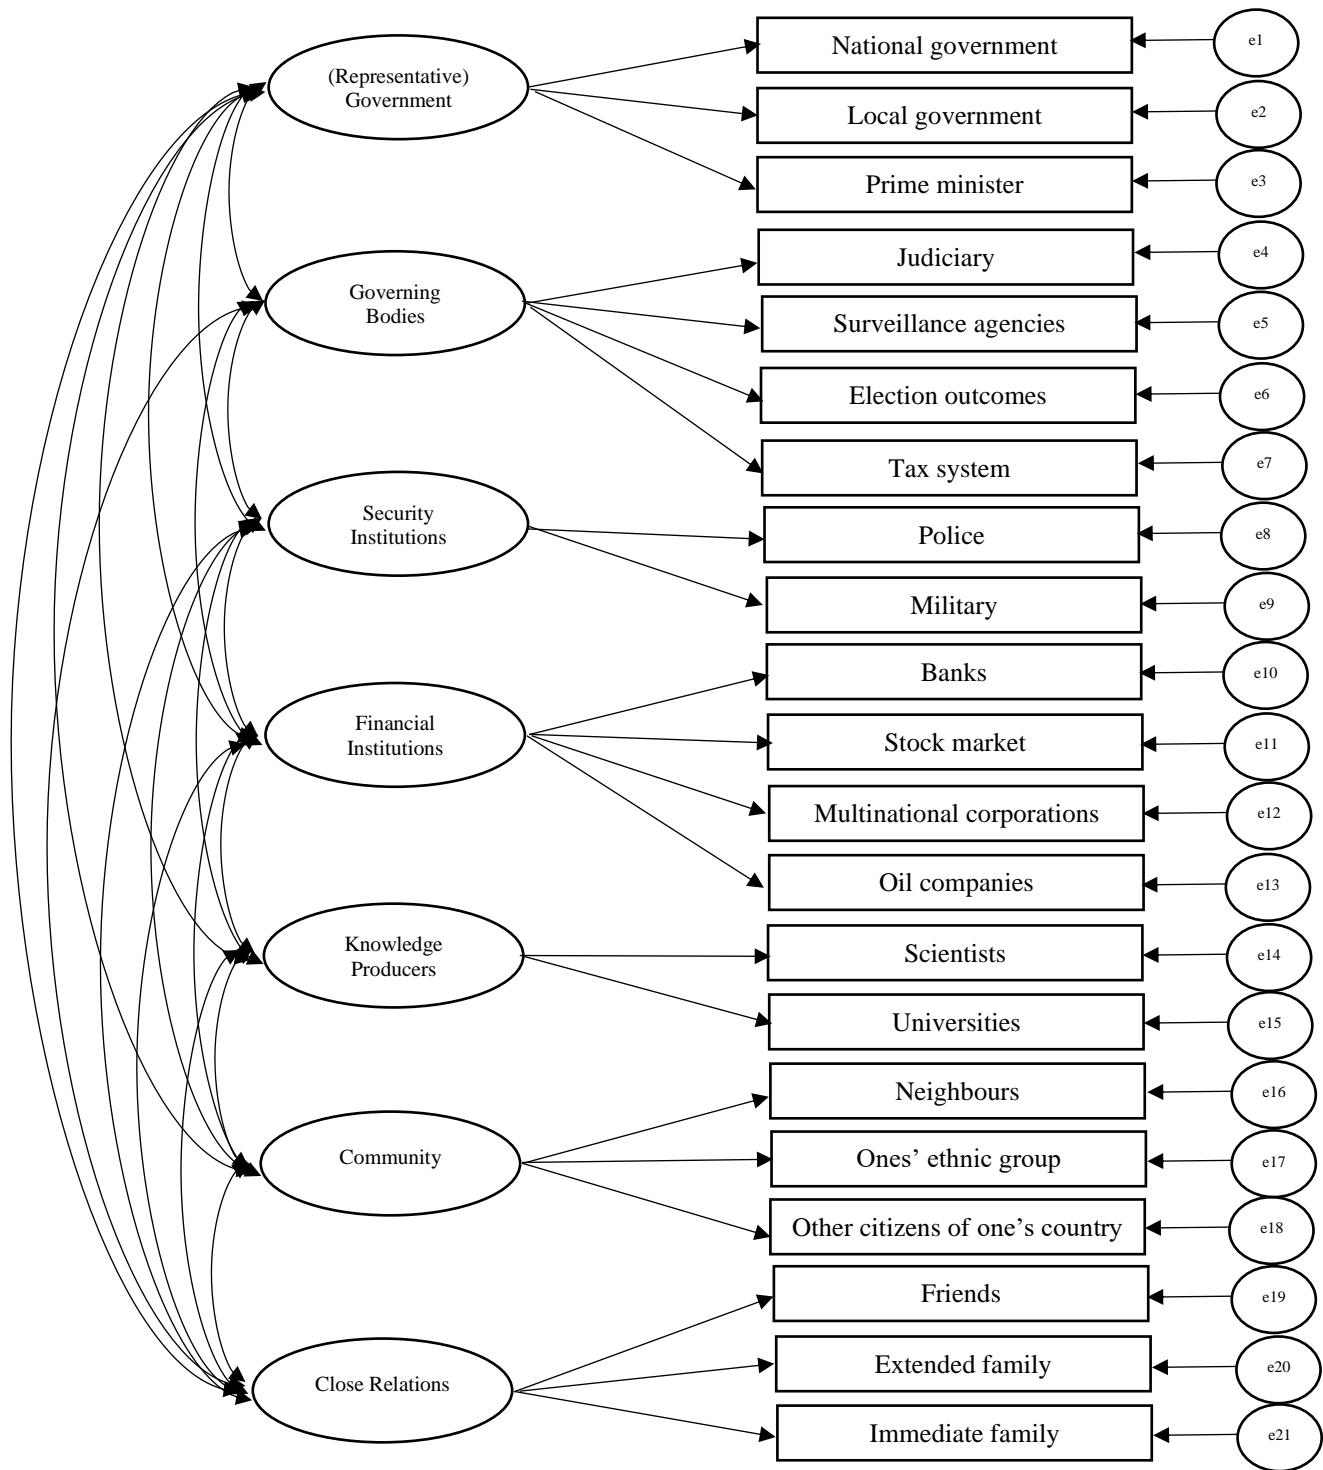 (Representative)
Government
National government
e1
Local government
e2
Prime minister
e3
Governing
Bodies
Judiciary
e4
Surveillance agencies
e5
Election outcomes
e6
Tax system
e7
Security
Institutions
Police
e8
Military
e9
Financial
Institutions
Banks
e10
Stock market
e11
Multinational corporations
e12
Oil companies
e13
Knowledge
Producers
Scientists
e14
Universities
e15
Community
Neighbours
e16
Ones’ ethnic group
e17
Other citizens of one’s country
e18
Close Relations
Friends
e19
Extended family
e20
Immediate family
e21